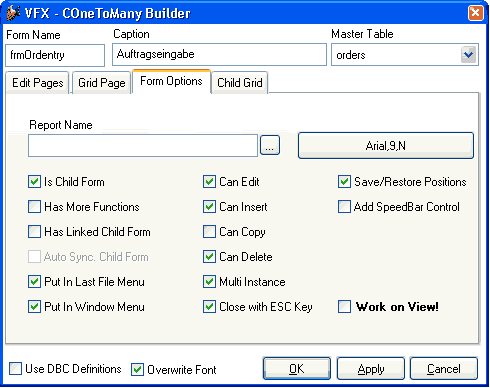 VFX - COneToMany Builder
Form Name Caption Master Table
frmOrdentry Auftragseingabe orders
Edit Pages Grid Page Form Options Child Grid
Report Name
... Arial,9,N
Is Child Form Can Edit Save/Restore Positions
Has More Functions Can Insert Add SpeedBar Control
Has Linked Child Form Can Copy
Auto Sync. Child Form Can Delete
Put In Last File Menu Multi Instance
Put In Window Menu Close with ESC Key Work on View!
Use DBC Definitions Overwrite Font OK Apply Cancel